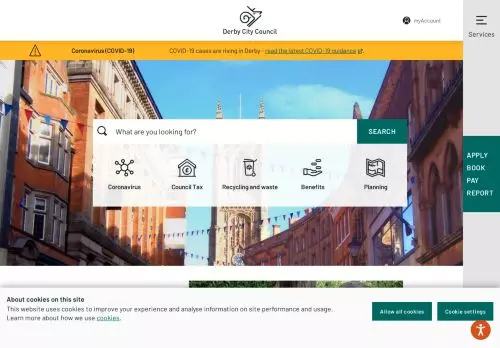 Derby City Council
myAccount
Services
Coronavirus (COVID-19)
COVID-19 cases are rising in Derby - read the latest COVID-19 guidance.
What are you looking for?
SEARCH
Coronavirus
Council Tax
Recycling and waste
Benefits
Planning
APPLY
BOOK
PAY
REPORT
About cookies on this site
This website uses cookies to improve your experience and analyse information on site performance and usage.
Learn more about how we use cookies.
Allow all cookies
Cookie settings